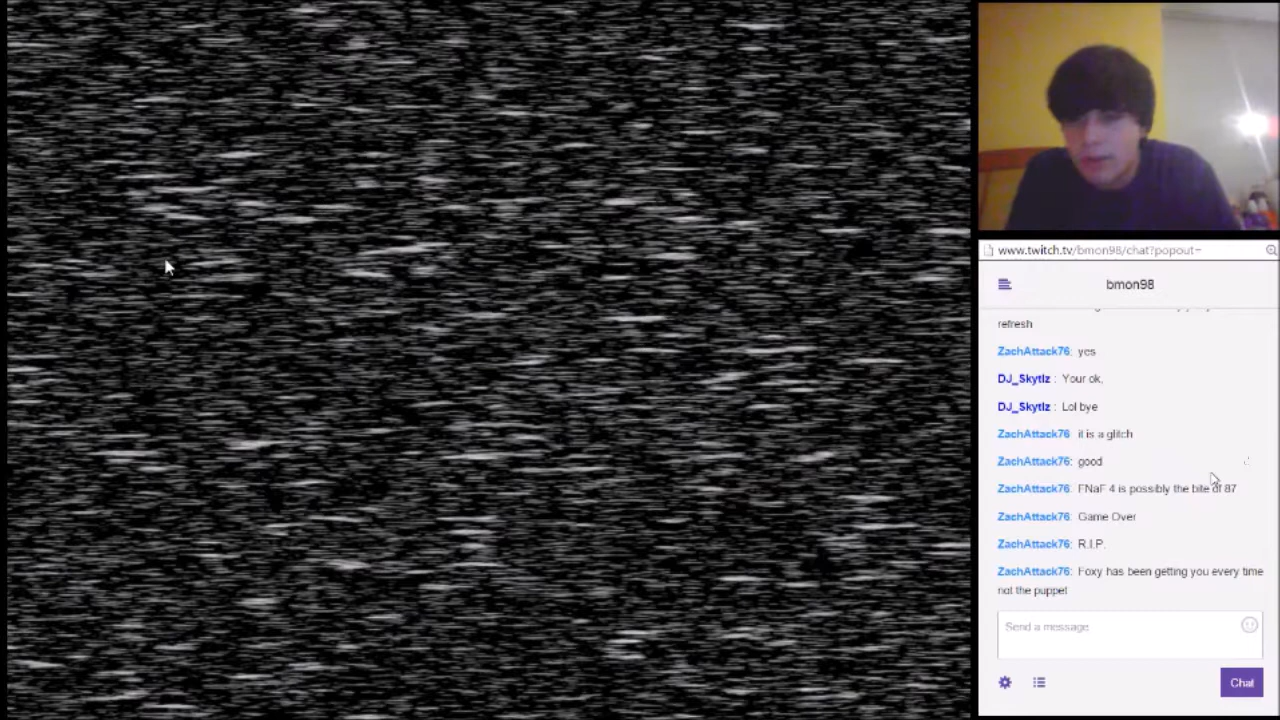 www.twitch.tv/bmon98/chat?popout=
bmon98
refresh
ZachAttack76: yes
DJ_Skytlz : Your ok,
DJ_Skytlz : Lol bye
ZachAttack76: it is a glitch
ZachAttack76: good
ZachAttack76: FNaF 4 is possibly the bite of 87
ZachAttack76: Game Over
ZachAttack76: R.I.P.
ZachAttack76: Foxy has been getting you every time
not the puppet
Send a message
Chat